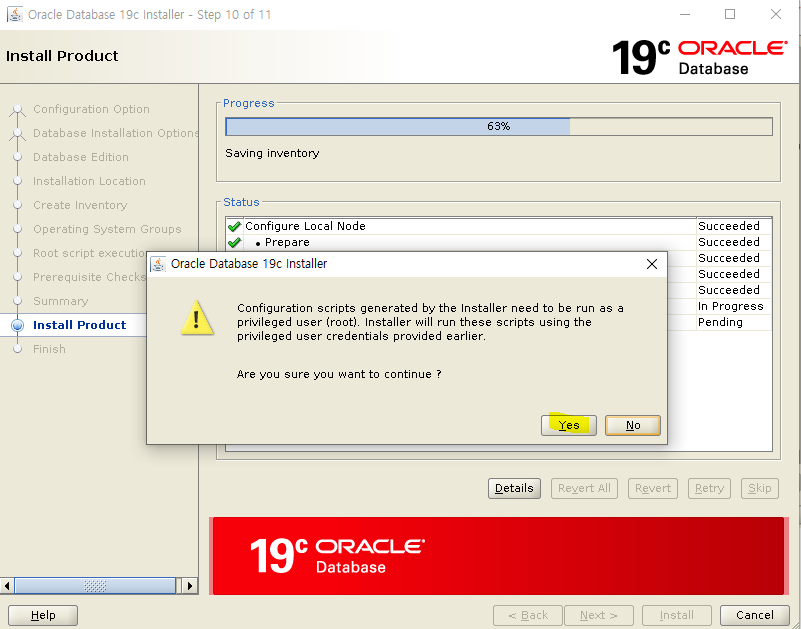 Oracle Database 19c Installer - Step 10 of 11
Install Product
19c ORACLE
Database
Configuration Option
Database Installation Options
Database Edition
Installation Location
Create Inventory
Operating System Groups
Root script executio
Prerequisite Checks
Summary
Install Product
Finish
Progress
63%
Saving inventory
Status
Configure Local Node Succeeded
• Prepare Succeeded
Succeeded
Succeeded
Succeeded
In Progress
Pending
Oracle Database 19c Installer
Configuration scripts generated by the Installer need to be run as a
privileged user (root). Installer will run these scripts using the
privileged user credentials provided earlier.
Are you sure you want to continue ?
Yes No
Details Revert All Revert Retry Skip
19c ORACLE
Database
Help < Back Next > Install Cancel